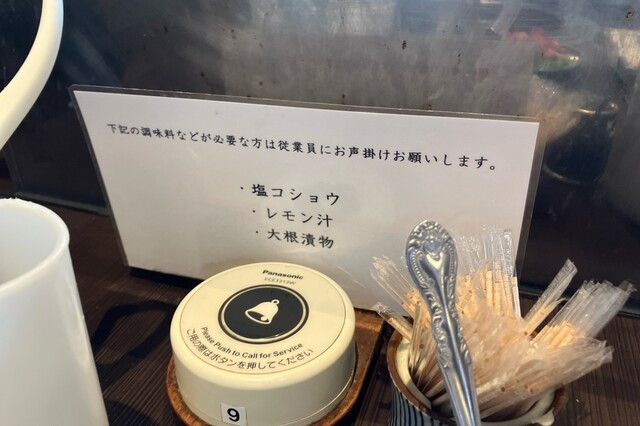 下記の調味料などが必要な方は従業員にお声掛けお願いします。
・塩コショウ
・レモン汁
・大根漬物
Panasonic
Please Push to Call for Service
ご用の際はボタンを押してください
9